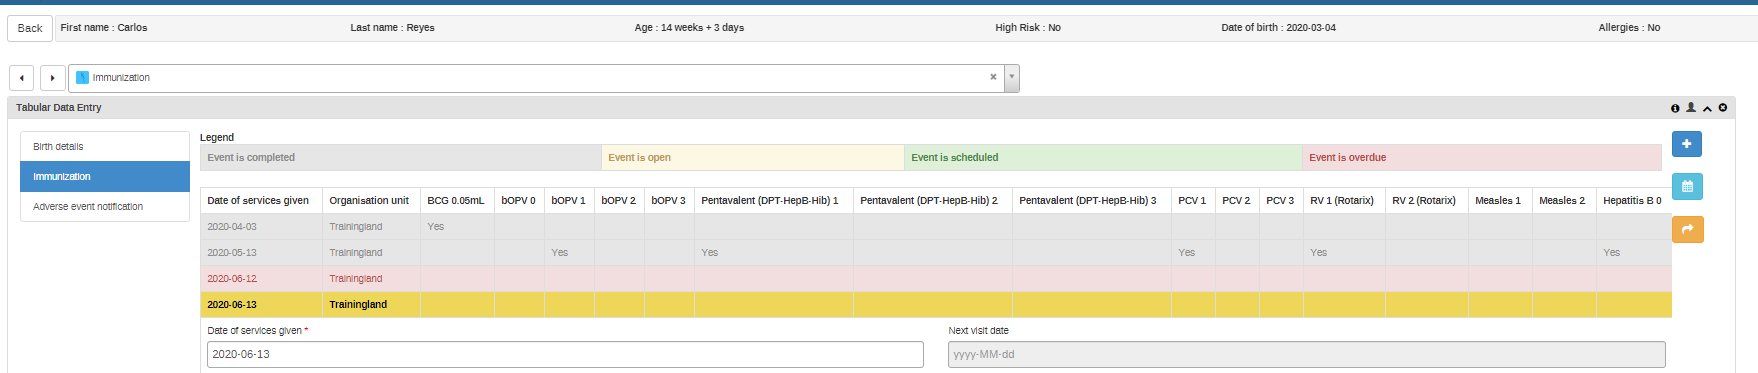 Back First name : Carlos Last name : Reyes Age : 14 weeks + 3 days High Risk : No Date of birth : 2020-03-04 Allergies : No
Immunization
Tabular Data Entry
Birth details
Immunization
Adverse event notification
Legend
Event is completed Event is open Event is scheduled Event is overdue
Date of services given Organisation unit BCG 0.05mL bOPV 0 bOPV 1 bOPV 2 bOPV 3 Pentavalent (DPT-HepB-Hib) 1 Pentavalent (DPT-HepB-Hib) 2 Pentavalent (DPT-HepB-Hib) 3 PCV 1 PCV 2 PCV 3 RV 1 (Rotarix) RV 2 (Rotarix) Measles 1 Measles 2 Hepatitis B 0
2020-04-03 Trainingland Yes
2020-05-13 Trainingland Yes Yes Yes Yes Yes
2020-06-12 Trainingland
2020-06-13 Trainingland
Date of services given * Next visit date
2020-06-13 yyyy-MM-dd